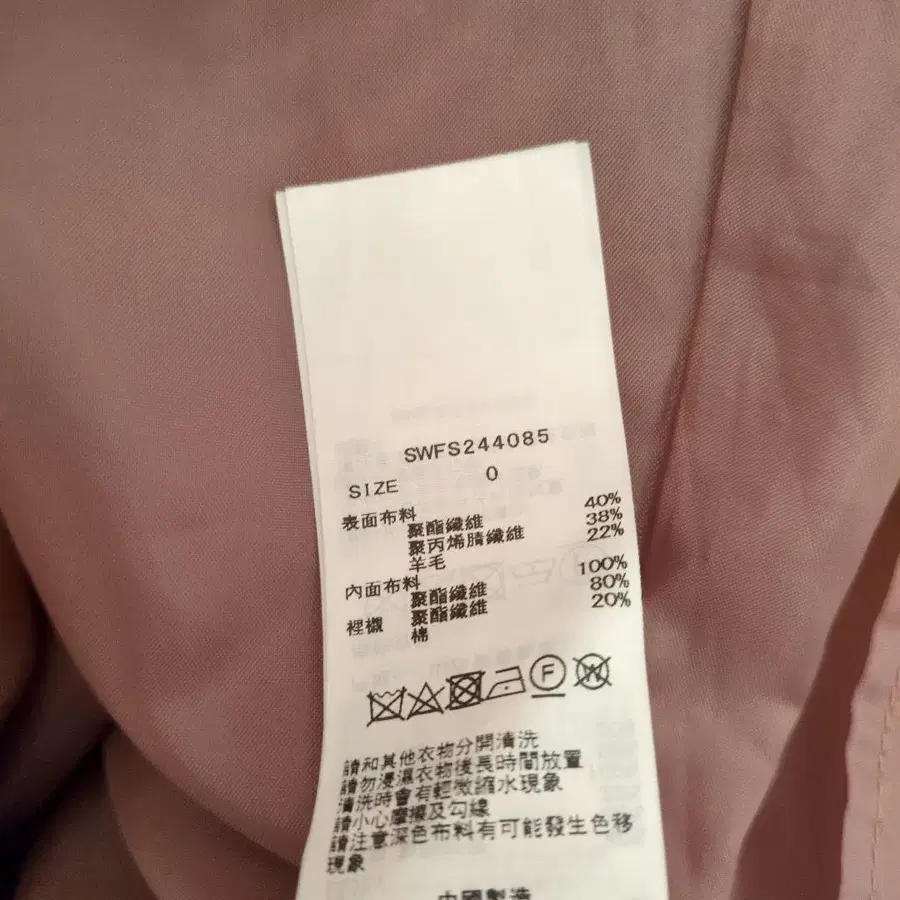 SWFS244085
SIZE 0
表面布料
聚酯纖維 40%
聚丙烯腈纖維 38%
羊毛 22%
內面布料
聚酯纖維 100%
裡襯 聚酯纖維 80%
棉 20%
F
W
請和其他衣物分開清洗
請勿浸濕衣物後長時間放置
清洗時會有輕微縮水現象
請小心摩擦及勾線
請注意深色布料有可能發生色移
現象
中國製造